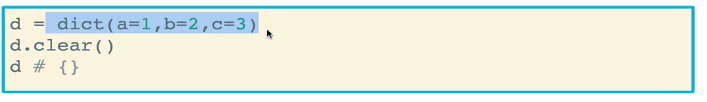 d = dict(a=1,b=2,c=3)
d.clear()
d # {}